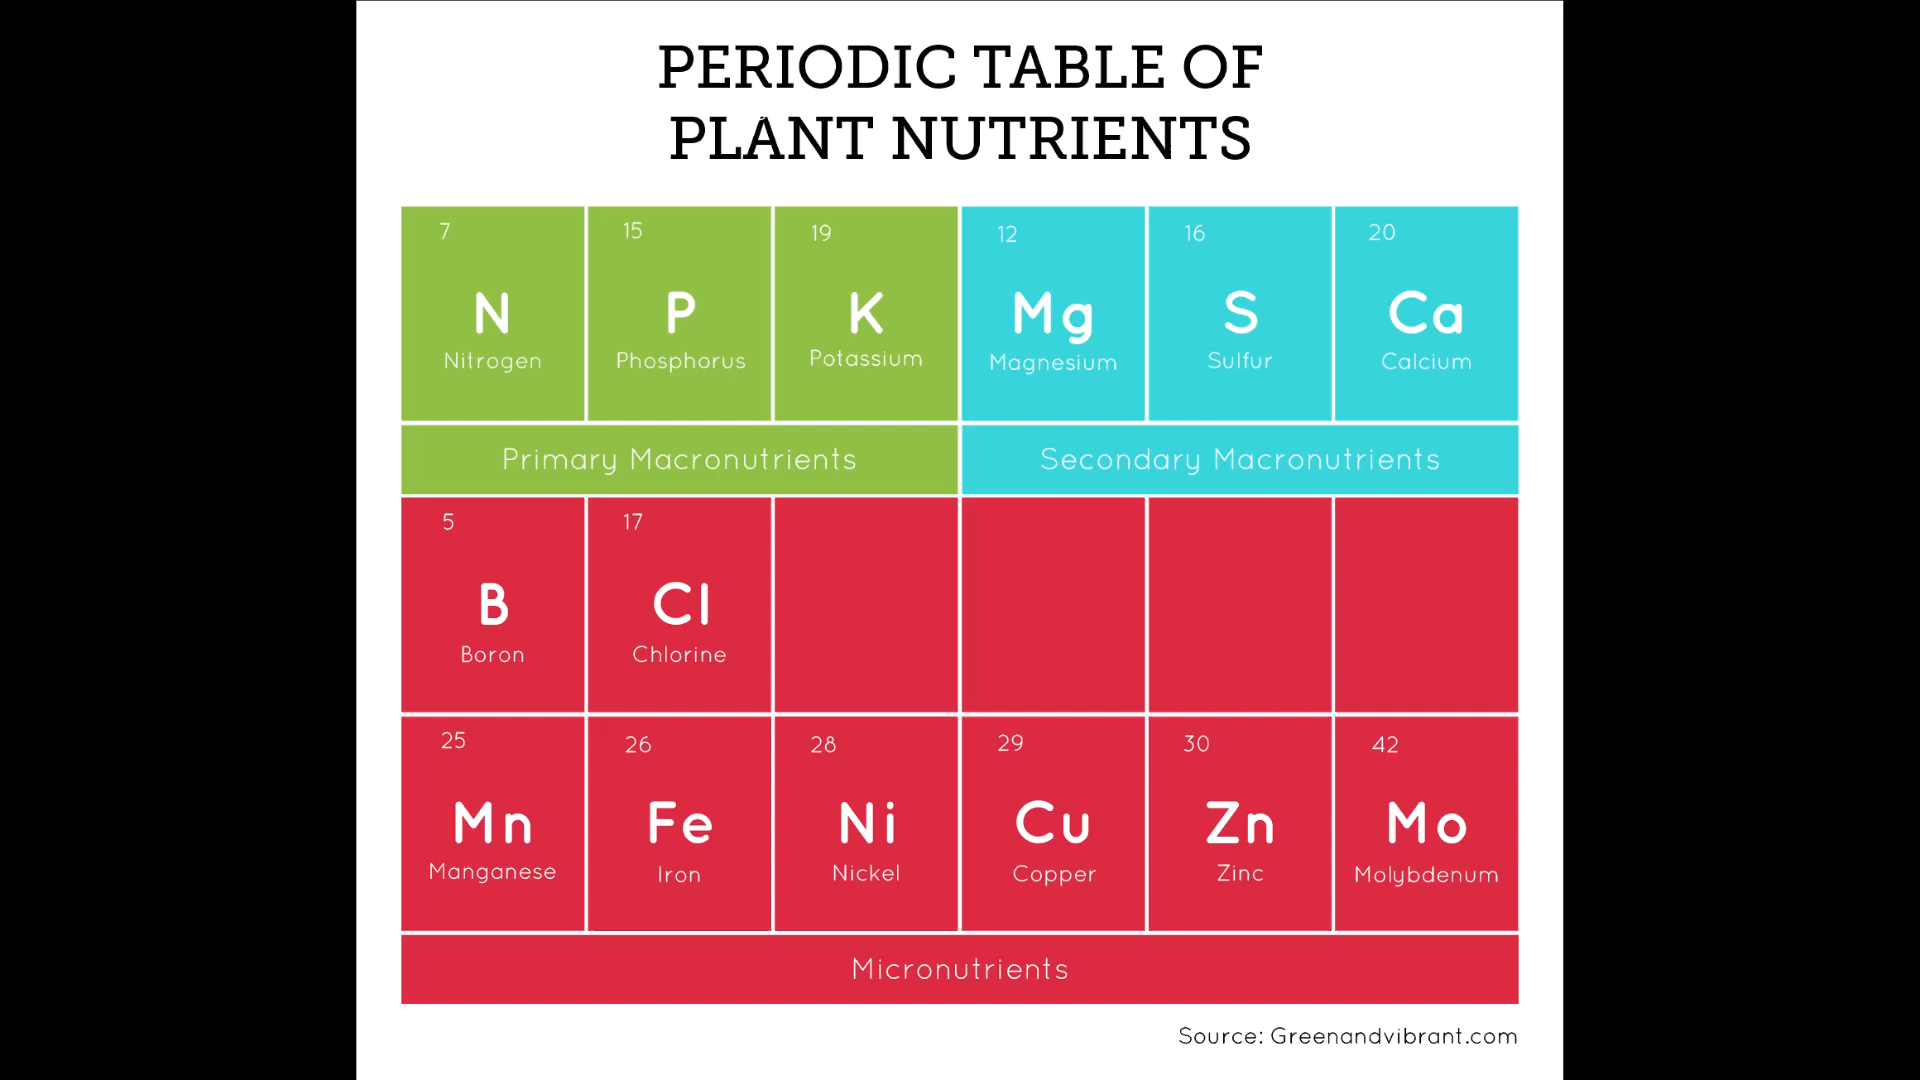 PERIODIC TABLE OF
PLANT NUTRIENTS
7 15 19 12 16 20
N P K Mg S Ca
Nitrogen Phosphorus Potassium Magnesium Sulfur Calcium
Primary Macronutrients Secondary Macronutrients
5 17
B Cl
Boron Chlorine
25 26 28 29 30 42
Mn Fe Ni Cu Zn Mo
Manganese Iron Nickel Copper Zinc Molybdenum
Micronutrients
Source: Greenandvibrant.com